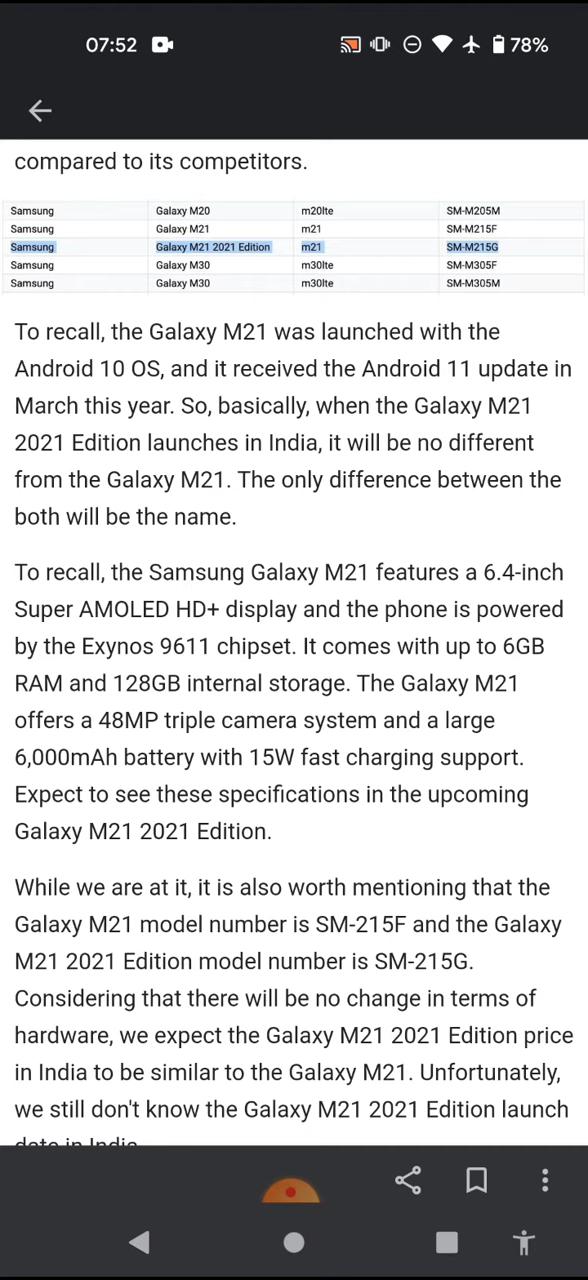 07:52 78%
compared to its competitors.
Samsung Galaxy M20 m20lte SM-M205M
Samsung Galaxy M21 m21 SM-M215F
Samsung Galaxy M21 2021 Edition m21 SM-M215G
Samsung Galaxy M30 m30lte SM-M305F
Samsung Galaxy M30 m30lte SM-M305M
To recall, the Galaxy M21 was launched with the
Android 10 OS, and it received the Android 11 update in
March this year. So, basically, when the Galaxy M21
2021 Edition launches in India, it will be no different
from the Galaxy M21. The only difference between the
both will be the name.
To recall, the Samsung Galaxy M21 features a 6.4-inch
Super AMOLED HD+ display and the phone is powered
by the Exynos 9611 chipset. It comes with up to 6GB
RAM and 128GB internal storage. The Galaxy M21
offers a 48MP triple camera system and a large
6,000mAh battery with 15W fast charging support.
Expect to see these specifications in the upcoming
Galaxy M21 2021 Edition.
While we are at it, it is also worth mentioning that the
Galaxy M21 model number is SM-215F and the Galaxy
M21 2021 Edition model number is SM-215G.
Considering that there will be no change in terms of
hardware, we expect the Galaxy M21 2021 Edition price
in India to be similar to the Galaxy M21. Unfortunately,
we still don't know the Galaxy M21 2021 Edition launch
date in India